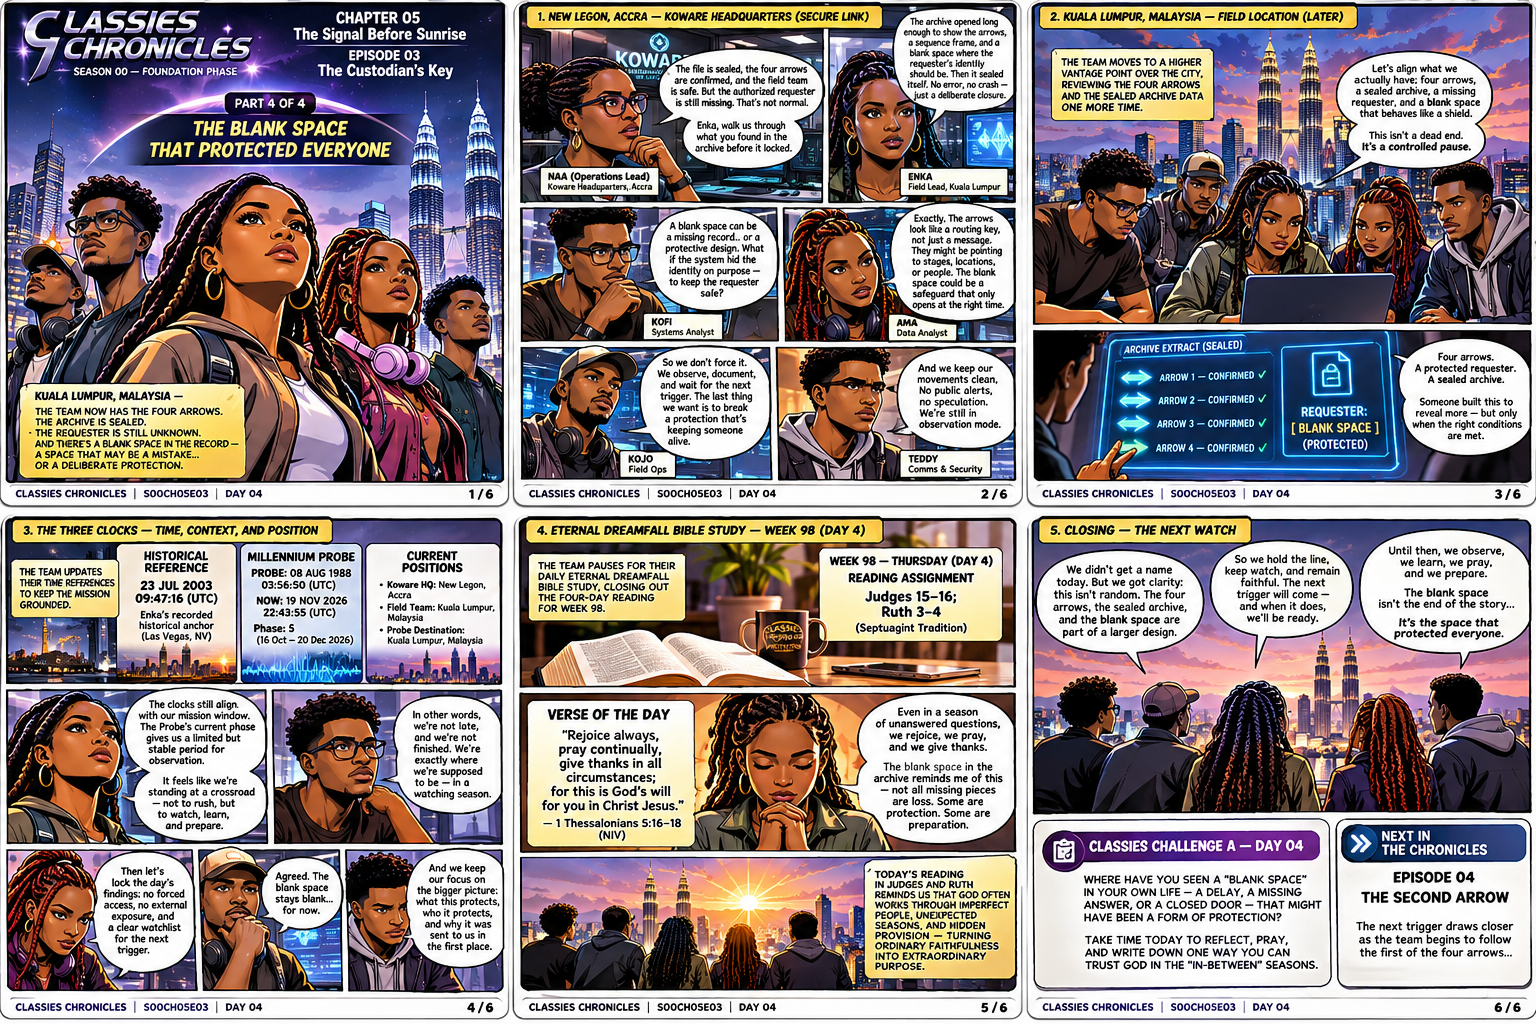 CLASSIES
CHRONICLES
SEASON 00 — FOUNDATION PHASE
CHAPTER 05
The Signal Before Sunrise
EPISODE 03
The Custodian's Key
PART 4 OF 4
THE BLANK SPACE
THAT PROTECTED EVERYONE
KUALA LUMPUR, MALAYSIA —
THE TEAM NOW HAS THE FOUR ARROWS.
THE ARCHIVE IS SEALED.
THE REQUESTER IS STILL UNKNOWN.
AND THERE'S A BLANK SPACE IN THE RECORD —
A SPACE THAT MAY BE A MISTAKE...
OR A DELIBERATE PROTECTION.
CLASSIES CHRONICLES | S00CH05E03 | DAY 04
1/6
1. NEW LEGON, ACCRA — KOWARE HEADQUARTERS (SECURE LINK)
KOWARE
The file is sealed, the four arrows
are confirmed, and the field team
is safe. But the authorized requester
is still missing. That's not normal.
Enka, walk us through
what you found in the
archive before it locked.
NAA (Operations Lead)
Koware Headquarters, Accra
The archive opened long
enough to show the arrows,
a sequence frame, and a
blank space where the
requester's identity
should be. Then it sealed
itself. No error, no crash —
just a deliberate closure.
ENKA
Field Lead, Kuala Lumpur
A blank space can be
a missing record.. or a
protective design. What
if the system hid the
identity on purpose —
to keep the requester
safe?
KOFI
Systems Analyst
Exactly, The arrows
look like a routing key,
not just a message.
They might be pointing
to stages, locations,
or people. The blank
space could be a
safeguard that only
opens at the right time.
AMA
Data Analyst
So we don't force it.
We observe, document,
and wait for the next
trigger. The last thing
we want is to break
a protection that's
keeping someone
alive.
KOJO
Field Ops
And we keep our
movements clean,
No public alerts,
no speculation.
We're still in
observation mode.
TEDDY
Comms & Security
CLASSIES CHRONICLES | S00CH05E03 | DAY 04
2/6
2. KUALA LUMPUR, MALAYSIA — FIELD LOCATION (LATER)
THE TEAM MOVES TO A HIGHER
VANTAGE POINT OVER THE CITY,
REVIEWING THE FOUR ARROWS
AND THE SEALED ARCHIVE DATA
ONE MORE TIME.
Let's align what we
actually have; four arrows,
a sealed archive, a missing
requester, and a blank space
that behaves like a shield.
This isn't a dead end.
It's a controlled pause.
ARCHIVE EXTRACT (SEALED)
ARROW 1 — CONFIRMED ✓
ARROW 2 — CONFIRMED ✓
ARROW 3 — CONFIRMED ✓
ARROW 4 — CONFIRMED ✓
REQUESTER:
[ BLANK SPACE ]
(PROTECTED)
Four arrows.
A protected requester.
A sealed archive.
Someone built this to
reveal more — but only
when the right conditions
are met.
CLASSIES CHRONICLES | S00CH05E03 | DAY 04
3/6
3. THE THREE CLOCKS — TIME, CONTEXT, AND POSITION
THE TEAM UPDATES
THEIR TIME REFERENCES
TO KEEP THE MISSION
GROUNDED.
HISTORICAL
REFERENCE
23 JUL 2003
09:47:16 (UTC)
Enka's recorded
historical anchor
(Las Vegas, NV)
MILLENNIUM PROBE
PROBE: 08 AUG 1988
03:56:50 (UTC)
NOW: 19 NOV 2026
22:43:55 (UTC)
Phase: 5
(16 Oct – 20 Dec 2026)
CURRENT
POSITIONS
• Koware HQ: New Legon,
Accra
• Field Team: Kuala Lumpur,
Malaysia
• Probe Destination:
Kuala Lumpur, Malaysia
The clocks still align
with our mission window.
The Probe's current phase
gives us a limited but
stable period for
observation.
It feels like we're
standing at a crossroad
— not to rush, but
to watch, learn,
and prepare.
In other words,
we're not late,
and we're not
finished. We're
exactly where
we're supposed
to be — in a
watching season.
Then let's
lock the day's
findings: no forced
access, no external
exposure, and
a clear watchlist
for the next
trigger.
Agreed. The
blank space
stays blank...
for now.
And we keep
our focus on
the bigger picture:
what this protects,
who it protects,
and why it was
sent to us in
the first place.
CLASSIES CHRONICLES | S00CH05E03 | DAY 04
4/6
4. ETERNAL DREAMFALL BIBLE STUDY — WEEK 98 (DAY 4)
THE TEAM PAUSES FOR THEIR
DAILY ETERNAL DREAMFALL
BIBLE STUDY, CLOSING OUT
THE FOUR-DAY READING
FOR WEEK 98.
WEEK 98 — THURSDAY (DAY 4)
READING ASSIGNMENT
Judges 15–16;
Ruth 3–4
(Septuagint Tradition)
CLASSIES
VERSE OF THE DAY
"Rejoice always,
pray continually,
give thanks in all
circumstances;
for this is God's will
for you in Christ Jesus."
— 1 Thessalonians 5:16–18
(NIV)
Even in a season
of unanswered questions,
we rejoice, we pray,
and we give thanks.
The blank space in the
archive reminds me of this
— not all missing pieces
are loss. Some are
protection. Some are
preparation.
TODAY'S READING
IN JUDGES AND RUTH
REMINDS US THAT GOD OFTEN
WORKS THROUGH IMPERFECT
PEOPLE, UNEXPECTED
SEASONS, AND HIDDEN
PROVISION — TURNING
ORDINARY FAITHFULNESS
INTO EXTRAORDINARY
PURPOSE.
CLASSIES CHRONICLES | S00CH05E03 | DAY 04
5/6
5. CLOSING — THE NEXT WATCH
We didn't get a name
today. But we got clarity:
this isn't random. The four
arrows, the sealed archive,
and the blank space are
part of a larger design.
So we hold the line,
keep watch, and remain
faithful. The next
trigger will come —
and when it does,
we'll be ready.
Until then, we observe,
we learn, we pray,
and we prepare.
The blank space
isn't the end of the story...
It's the space that
protected everyone.
CLASSIES CHALLENGE A — DAY 04
WHERE HAVE YOU SEEN A "BLANK SPACE"
IN YOUR OWN LIFE — A DELAY, A MISSING
ANSWER, OR A CLOSED DOOR — THAT MIGHT
HAVE BEEN A FORM OF PROTECTION?
TAKE TIME TODAY TO REFLECT, PRAY,
AND WRITE DOWN ONE WAY YOU CAN
TRUST GOD IN THE "IN-BETWEEN" SEASONS.
NEXT IN
THE CHRONICLES
EPISODE 04
THE SECOND ARROW
The next trigger draws closer
as the team begins to follow
the first of the four arrows...
CLASSIES CHRONICLES | S00CH05E03 | DAY 04
6/6